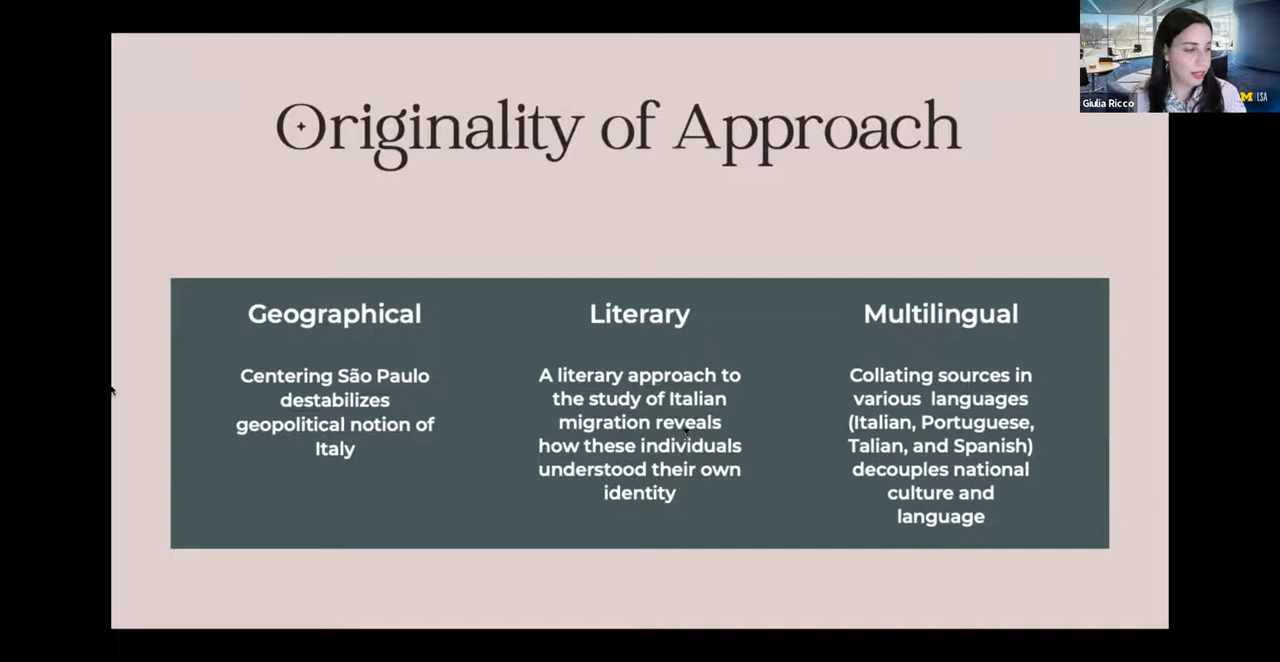 Originality of Approach
Giulia Ricco
M LSA
Geographical
Centering São Paulo
destabilizes
geopolitical notion of
Italy
Literary
A literary approach to
the study of Italian
migration reveals
how these individuals
understood their own
identity
Multilingual
Collating sources in
various languages
(Italian, Portuguese,
Talian, and Spanish)
decouples national
culture and
language